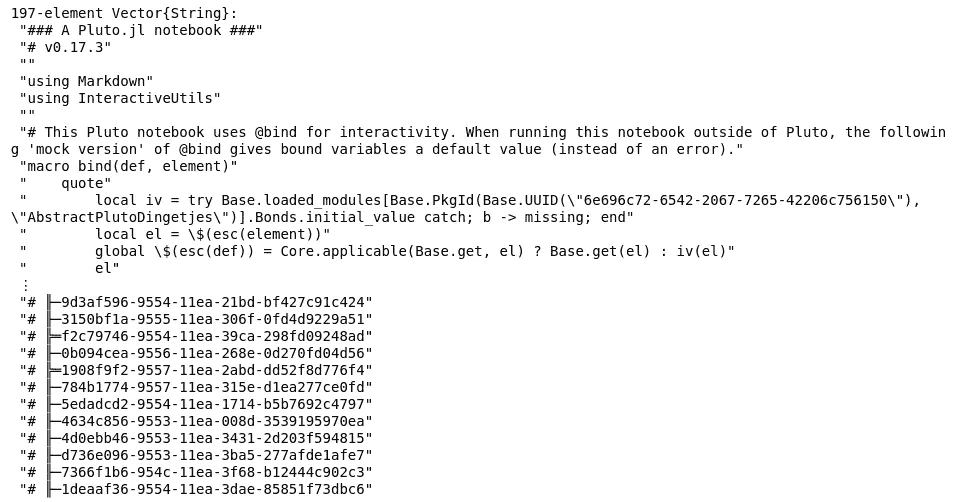 197-element Vector{String}:
 "### A Pluto.jl notebook ###"
 "# v0.17.3"
 ""
 "using Markdown"
 "using InteractiveUtils"
 ""
 "# This Pluto notebook uses @bind for interactivity. When running this notebook outside of Pluto, the followin
g 'mock version' of @bind gives bound variables a default value (instead of an error)."
 "macro bind(def, element)"
 "    quote"
 "        local iv = try Base.loaded_modules[Base.PkgId(Base.UUID(\"6e696c72-6542-2067-7265-42206c756150\"),
\"AbstractPlutoDingetjes\")].Bonds.initial_value catch; b -> missing; end"
 "        local el = \$(esc(element))"
 "        global \$(esc(def)) = Core.applicable(Base.get, el) ? Base.get(el) : iv(el)"
 "        el"
 ⋮
 "# ╟─9d3af596-9554-11ea-21bd-bf427c91c424"
 "# ╟─3150bf1a-9555-11ea-306f-0fd4d9229a51"
 "# ╠═f2c79746-9554-11ea-39ca-298fd09248ad"
 "# ╟─0b094cea-9556-11ea-268e-0d270fd04d56"
 "# ╠═1908f9f2-9557-11ea-2abd-dd52f8d776f4"
 "# ╟─784b1774-9557-11ea-315e-d1ea277ce0fd"
 "# ╟─5edadcd2-9554-11ea-1714-b5b7692c4797"
 "# ╟─4634c856-9553-11ea-008d-3539195970ea"
 "# ╟─4d0ebb46-9553-11ea-3431-2d203f594815"
 "# ╟─d736e096-9553-11ea-3ba5-277afde1afe7"
 "# ╟─7366f1b6-954c-11ea-3f68-b12444c902c3"
 "# ╟─1deaaf36-9554-11ea-3dae-85851f73dbc6"